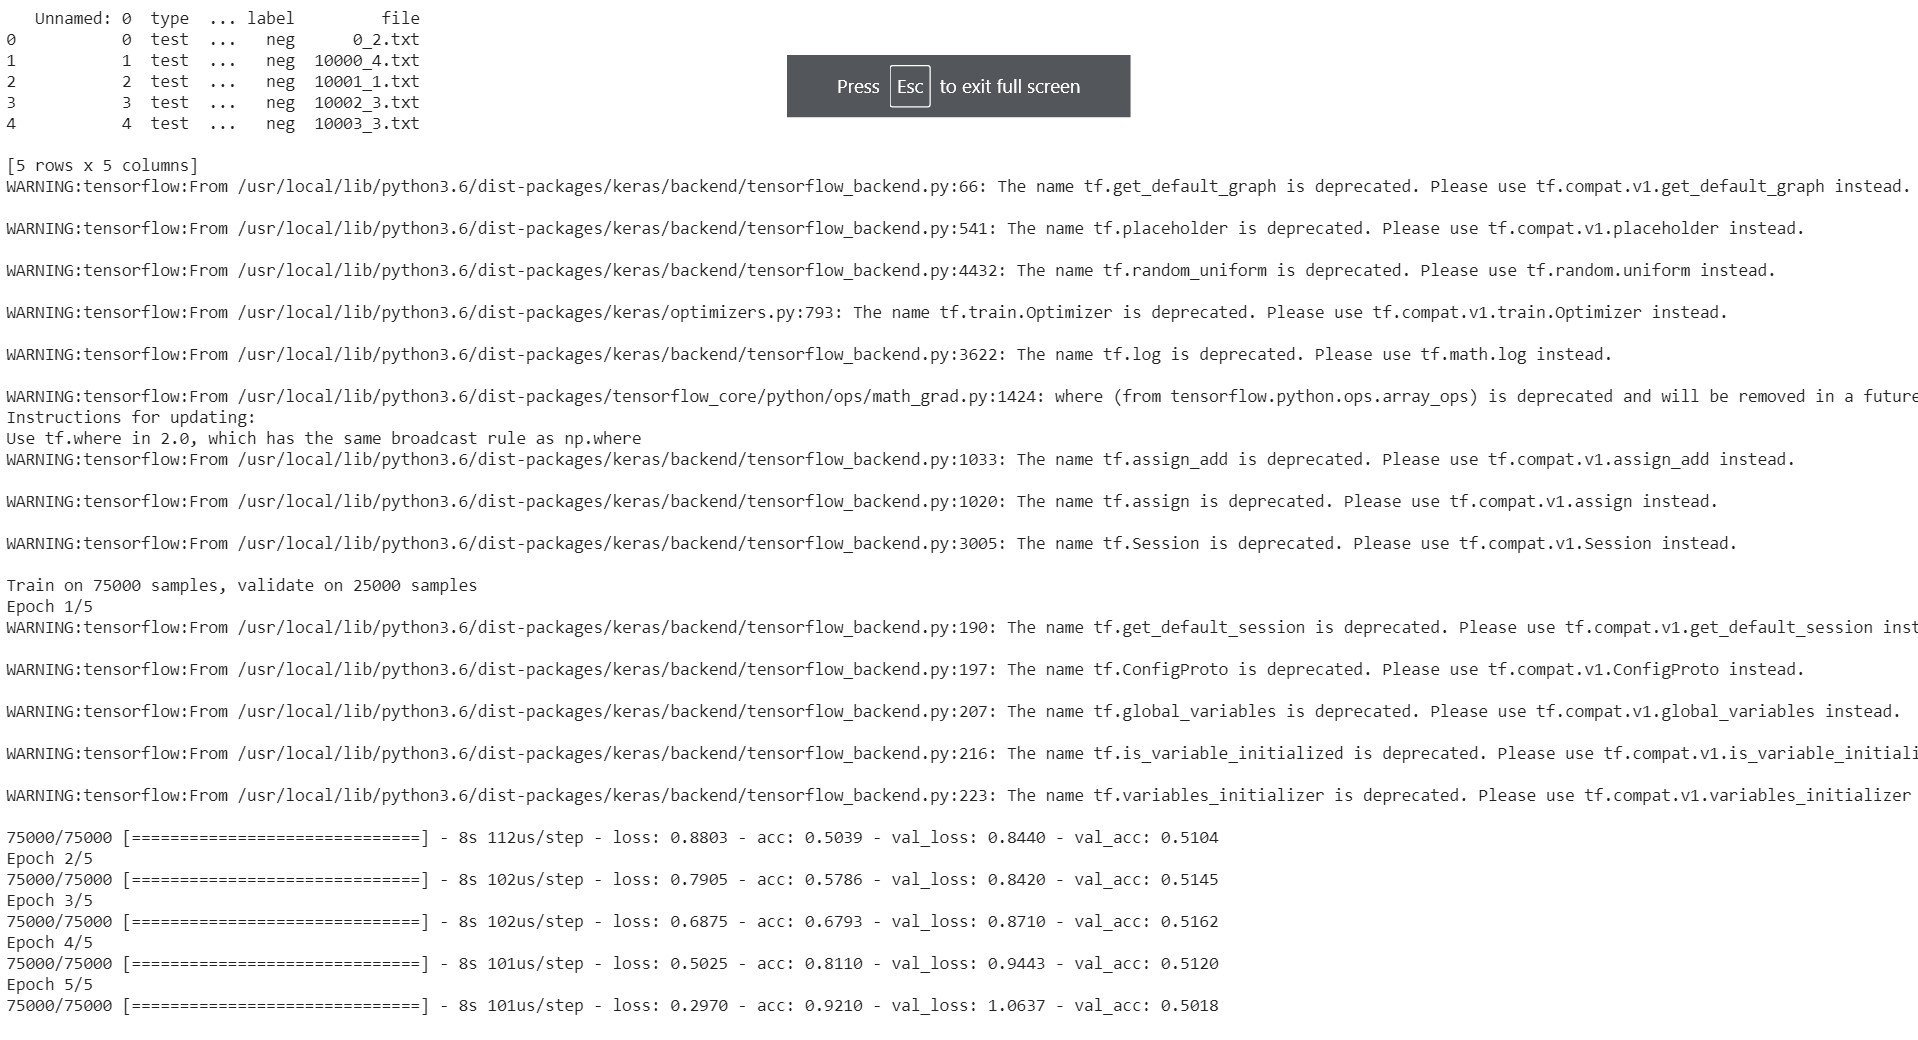 Unnamed: 0 type ... label file
0 0 test ... neg 0_2.txt
1 1 test ... neg 10000_4.txt
2 2 test ... neg 10001_1.txt
3 3 test ... neg 10002_3.txt
4 4 test ... neg 10003_3.txt
Press Esc to exit full screen
[5 rows x 5 columns]
WARNING:tensorflow:From /usr/local/lib/python3.6/dist-packages/keras/backend/tensorflow_backend.py:66: The name tf.get_default_graph is deprecated. Please use tf.compat.v1.get_default_graph instead.
WARNING:tensorflow:From /usr/local/lib/python3.6/dist-packages/keras/backend/tensorflow_backend.py:541: The name tf.placeholder is deprecated. Please use tf.compat.v1.placeholder instead.
WARNING:tensorflow:From /usr/local/lib/python3.6/dist-packages/keras/backend/tensorflow_backend.py:4432: The name tf.random_uniform is deprecated. Please use tf.random.uniform instead.
WARNING:tensorflow:From /usr/local/lib/python3.6/dist-packages/keras/optimizers.py:793: The name tf.train.Optimizer is deprecated. Please use tf.compat.v1.train.Optimizer instead.
WARNING:tensorflow:From /usr/local/lib/python3.6/dist-packages/keras/backend/tensorflow_backend.py:3622: The name tf.log is deprecated. Please use tf.math.log instead.
WARNING:tensorflow:From /usr/local/lib/python3.6/dist-packages/tensorflow_core/python/ops/math_grad.py:1424: where (from tensorflow.python.ops.array_ops) is deprecated and will be removed in a future
Instructions for updating:
Use tf.where in 2.0, which has the same broadcast rule as np.where
WARNING:tensorflow:From /usr/local/lib/python3.6/dist-packages/keras/backend/tensorflow_backend.py:1033: The name tf.assign_add is deprecated. Please use tf.compat.v1.assign_add instead.
WARNING:tensorflow:From /usr/local/lib/python3.6/dist-packages/keras/backend/tensorflow_backend.py:1020: The name tf.assign is deprecated. Please use tf.compat.v1.assign instead.
WARNING:tensorflow:From /usr/local/lib/python3.6/dist-packages/keras/backend/tensorflow_backend.py:3005: The name tf.Session is deprecated. Please use tf.compat.v1.Session instead.
Train on 75000 samples, validate on 25000 samples
Epoch 1/5
WARNING:tensorflow:From /usr/local/lib/python3.6/dist-packages/keras/backend/tensorflow_backend.py:190: The name tf.get_default_session is deprecated. Please use tf.compat.v1.get_default_session inst
WARNING:tensorflow:From /usr/local/lib/python3.6/dist-packages/keras/backend/tensorflow_backend.py:197: The name tf.ConfigProto is deprecated. Please use tf.compat.v1.ConfigProto instead.
WARNING:tensorflow:From /usr/local/lib/python3.6/dist-packages/keras/backend/tensorflow_backend.py:207: The name tf.global_variables is deprecated. Please use tf.compat.v1.global_variables instead.
WARNING:tensorflow:From /usr/local/lib/python3.6/dist-packages/keras/backend/tensorflow_backend.py:216: The name tf.is_variable_initialized is deprecated. Please use tf.compat.v1.is_variable_initiali
WARNING:tensorflow:From /usr/local/lib/python3.6/dist-packages/keras/backend/tensorflow_backend.py:223: The name tf.variables_initializer is deprecated. Please use tf.compat.v1.variables_initializer
75000/75000 [==============================] - 8s 112us/step - loss: 0.8803 - acc: 0.5039 - val_loss: 0.8440 - val_acc: 0.5104
Epoch 2/5
75000/75000 [==============================] - 8s 102us/step - loss: 0.7905 - acc: 0.5786 - val_loss: 0.8420 - val_acc: 0.5145
Epoch 3/5
75000/75000 [==============================] - 8s 102us/step - loss: 0.6875 - acc: 0.6793 - val_loss: 0.8710 - val_acc: 0.5162
Epoch 4/5
75000/75000 [==============================] - 8s 101us/step - loss: 0.5025 - acc: 0.8110 - val_loss: 0.9443 - val_acc: 0.5120
Epoch 5/5
75000/75000 [==============================] - 8s 101us/step - loss: 0.2970 - acc: 0.9210 - val_loss: 1.0637 - val_acc: 0.5018